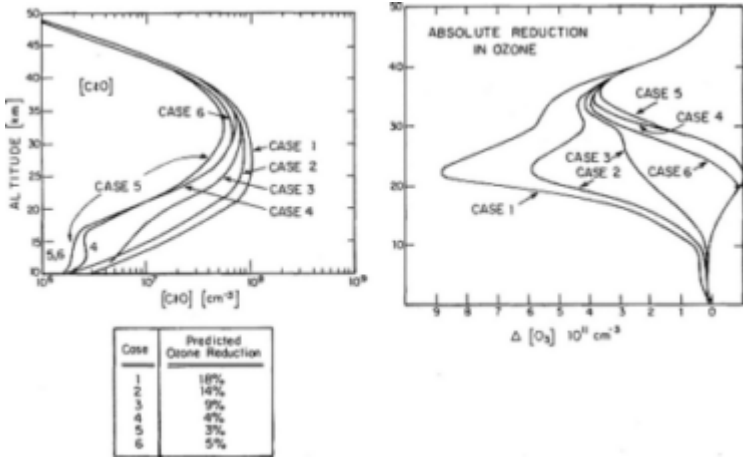 50
40
30
20
15
10
ALTITUDE [km]
[CℓO]
CASE 6
CASE 1
CASE 2
CASE 3
CASE 4
CASE 5
5,6
4
10⁶
10⁷
10⁸
10⁹
[CℓO] [cm⁻³]
Case
Predicted Ozone Reduction
1 18%
2 14%
3 9%
4 4%
5 3%
6 5%
ABSOLUTE REDUCTION
IN OZONE
50
40
30
20
10
CASE 5
CASE 4
CASE 3
CASE 2
CASE 6
CASE 1
9 8 7 6 5 4 3 2 1 0
Δ [O₃] 10¹¹ cm⁻³